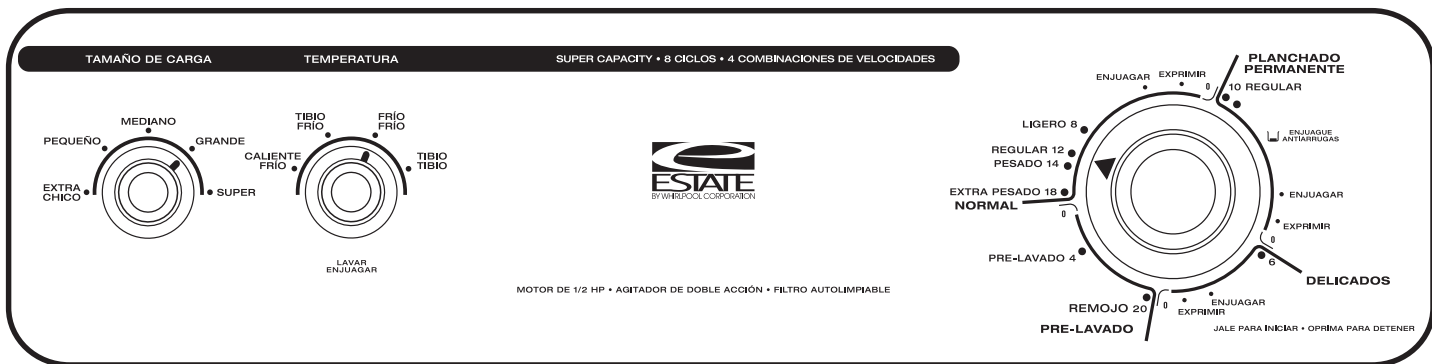 TAMAÑO DE CARGA
TEMPERATURA
SUPER CAPACITY • 8 CICLOS • 4 COMBINACIONES DE VELOCIDADES
EXTRA
CHICO
PEQUEÑO
MEDIANO
GRANDE
SUPER
CALIENTE
FRÍO
TIBIO
FRÍO
FRÍO
FRÍO
TIBIO
TIBIO
LAVAR
ENJUAGAR
ESTATE
BY WHIRLPOOL CORPORATION
MOTOR DE 1/2 HP • AGITADOR DE DOBLE ACCIÓN • FILTRO AUTOLIMPIABLE
PLANCHADO
PERMANENTE
10 REGULAR
ENJUAGUE
ANTIARRUGAS
ENJUAGAR
EXPRIMIR
0
6
DELICADOS
ENJUAGAR
EXPRIMIR
0
REMOJO 20
PRE-LAVADO
PRE-LAVADO 4
0
NORMAL
EXTRA PESADO 18
PESADO 14
REGULAR 12
LIGERO 8
ENJUAGAR
EXPRIMIR
0
JALE PARA INICIAR • OPRIMA PARA DETENER